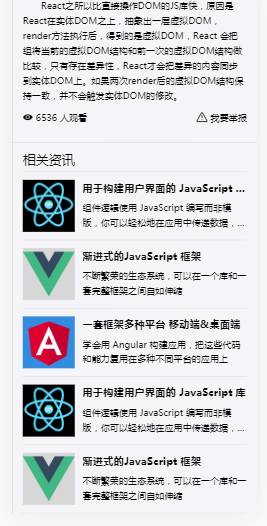 React之所以比直接操作DOM的JS库快，原因是
React在实体DOM之上，抽象出一层虚拟DOM，
render方法执行后，得到的是虚拟DOM，React 会把
组将当前的虚拟DOM结构和前一次的虚拟DOM结构做
比较，只有存在差异性，React才会把差异的内容同步
到实体DOM上。如果两次render后的虚拟DOM结构保
持一致，并不会触发实体DOM的修改。
6536 人观看
我要举报
相关资讯
用于构建用户界面的 JavaScript ...
组件逻辑使用 JavaScript 编写而非模
版，你可以轻松地在应用中传递数据，...
渐进式的JavaScript 框架
不断繁荣的生态系统，可以在一个库和一
套完整框架之间自如伸缩
一套框架多种平台 移动端&桌面端
学会用 Angular 构建应用，把这些代码
和能力复用在多种不同平台的应用上
用于构建用户界面的 JavaScript 库
组件逻辑使用 JavaScript 编写而非模
版，你可以轻松地在应用中传递数据，...
渐进式的JavaScript 框架
不断繁荣的生态系统，可以在一个库和一
套完整框架之间自如伸缩